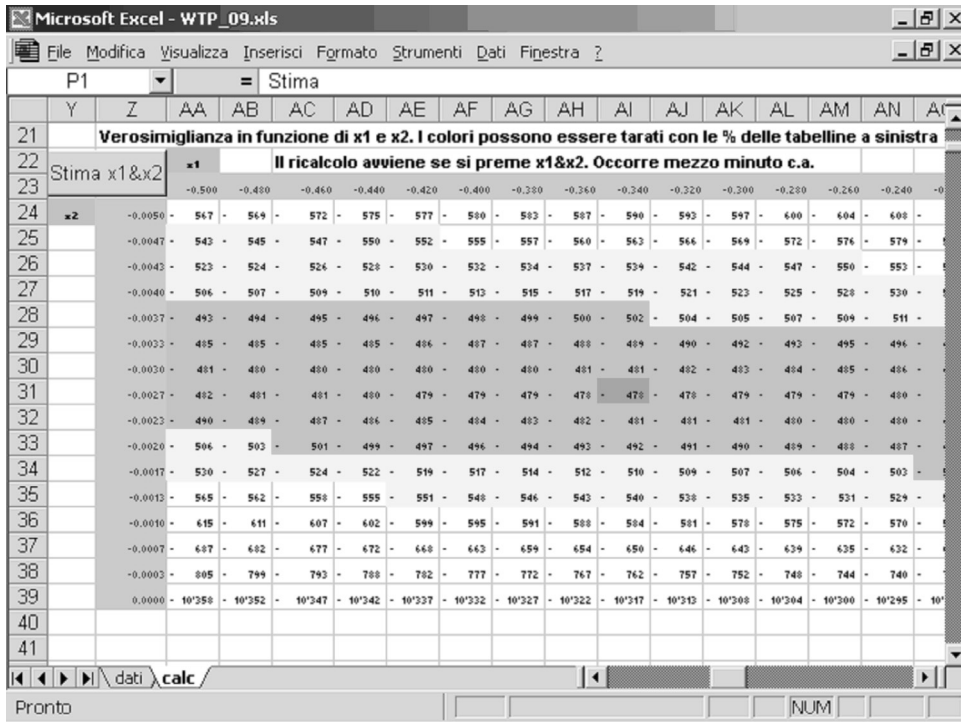 Microsoft Excel - WTP_09.xls
File Modifica Visualizza Inserisci Formato Strumenti Dati Finestra ?
P1 = Stima
Y Z AA AB AC AD AE AF AG AH AI AJ AK AL AM AN
21 Verosimiglianza in funzione di x1 e x2. I colori possono essere tarati con le % delle tabelline a sinistra
22 Stima x1&x2 x1 Il ricalcolo avviene se si preme x1&x2. Occorre mezzo minuto c.a.
23 -0.500 -0.480 -0.460 -0.440 -0.420 -0.400 -0.380 -0.360 -0.340 -0.320 -0.300 -0.280 -0.260 -0.240
24 x2 -0.0050 - 567 - 569 - 572 - 575 - 577 - 580 - 583 - 587 - 590 - 593 - 597 - 600 - 604 - 608 -
25 -0.0047 - 543 - 545 - 547 - 550 - 552 - 555 - 557 - 560 - 563 - 566 - 569 - 572 - 576 - 579 -
26 -0.0043 - 523 - 524 - 526 - 528 - 530 - 532 - 534 - 537 - 539 - 542 - 544 - 547 - 550 - 553 -
27 -0.0040 - 506 - 507 - 509 - 510 - 511 - 513 - 515 - 517 - 519 - 521 - 523 - 525 - 528 - 530 -
28 -0.0037 - 493 - 494 - 495 - 496 - 497 - 498 - 499 - 500 - 502 - 504 - 505 - 507 - 509 - 511 -
29 -0.0033 - 485 - 485 - 485 - 485 - 486 - 487 - 487 - 488 - 489 - 490 - 492 - 493 - 495 - 496 -
30 -0.0030 - 481 - 480 - 480 - 480 - 480 - 480 - 480 - 481 - 481 - 482 - 483 - 484 - 485 - 486 -
31 -0.0027 - 482 - 481 - 481 - 480 - 479 - 479 - 479 - 478 - 478 - 478 - 479 - 479 - 479 - 480 -
32 -0.0023 - 490 - 489 - 487 - 486 - 485 - 484 - 483 - 482 - 481 - 481 - 481 - 480 - 480 - 480 -
33 -0.0020 - 506 - 503 - 501 - 499 - 497 - 496 - 494 - 493 - 492 - 491 - 490 - 489 - 488 - 487 -
34 -0.0017 - 530 - 527 - 524 - 522 - 519 - 517 - 514 - 512 - 510 - 509 - 507 - 506 - 504 - 503 -
35 -0.0013 - 565 - 562 - 558 - 555 - 551 - 548 - 546 - 543 - 540 - 538 - 535 - 533 - 531 - 529 -
36 -0.0010 - 615 - 611 - 607 - 602 - 599 - 595 - 591 - 588 - 584 - 581 - 578 - 575 - 572 - 570 -
37 -0.0007 - 687 - 682 - 677 - 672 - 668 - 663 - 659 - 654 - 650 - 646 - 643 - 639 - 635 - 632 -
38 -0.0003 - 805 - 799 - 793 - 788 - 782 - 777 - 772 - 767 - 762 - 757 - 752 - 748 - 744 - 740 -
39 0.0000 - 10'358 - 10'352 - 10'347 - 10'342 - 10'337 - 10'332 - 10'327 - 10'322 - 10'317 - 10'313 - 10'308 - 10'304 - 10'300 - 10'295 -
40
41
dati calc
Pronto NUM